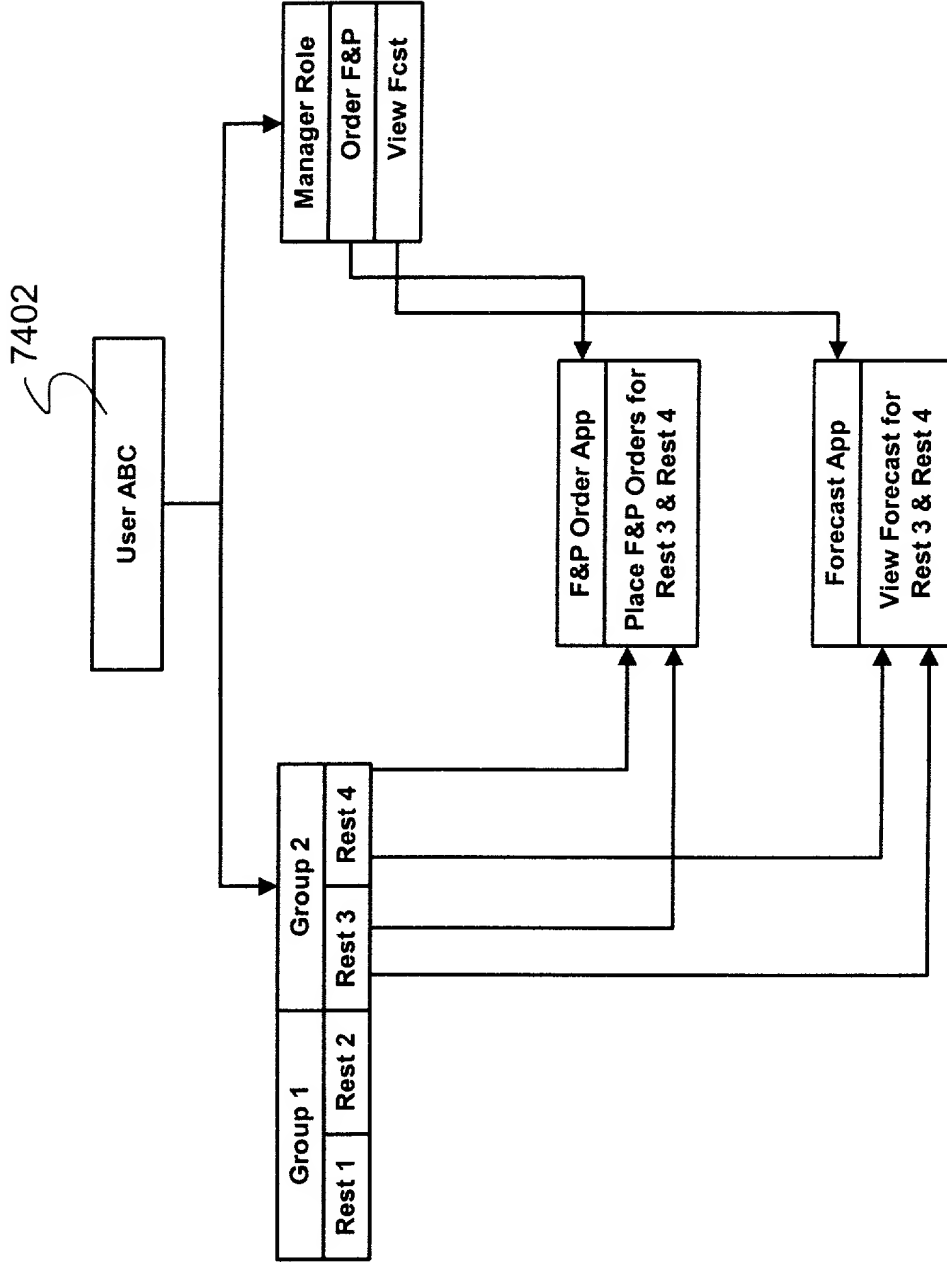 7402
User ABC
Group 1
Group 2
Rest 1
Rest 2
Rest 3
Rest 4
Manager Role
Order F&P
View Fcst
F&P Order App
Place F&P Orders for
Rest 3 & Rest 4
Forecast App
View Forecast for
Rest 3 & Rest 4